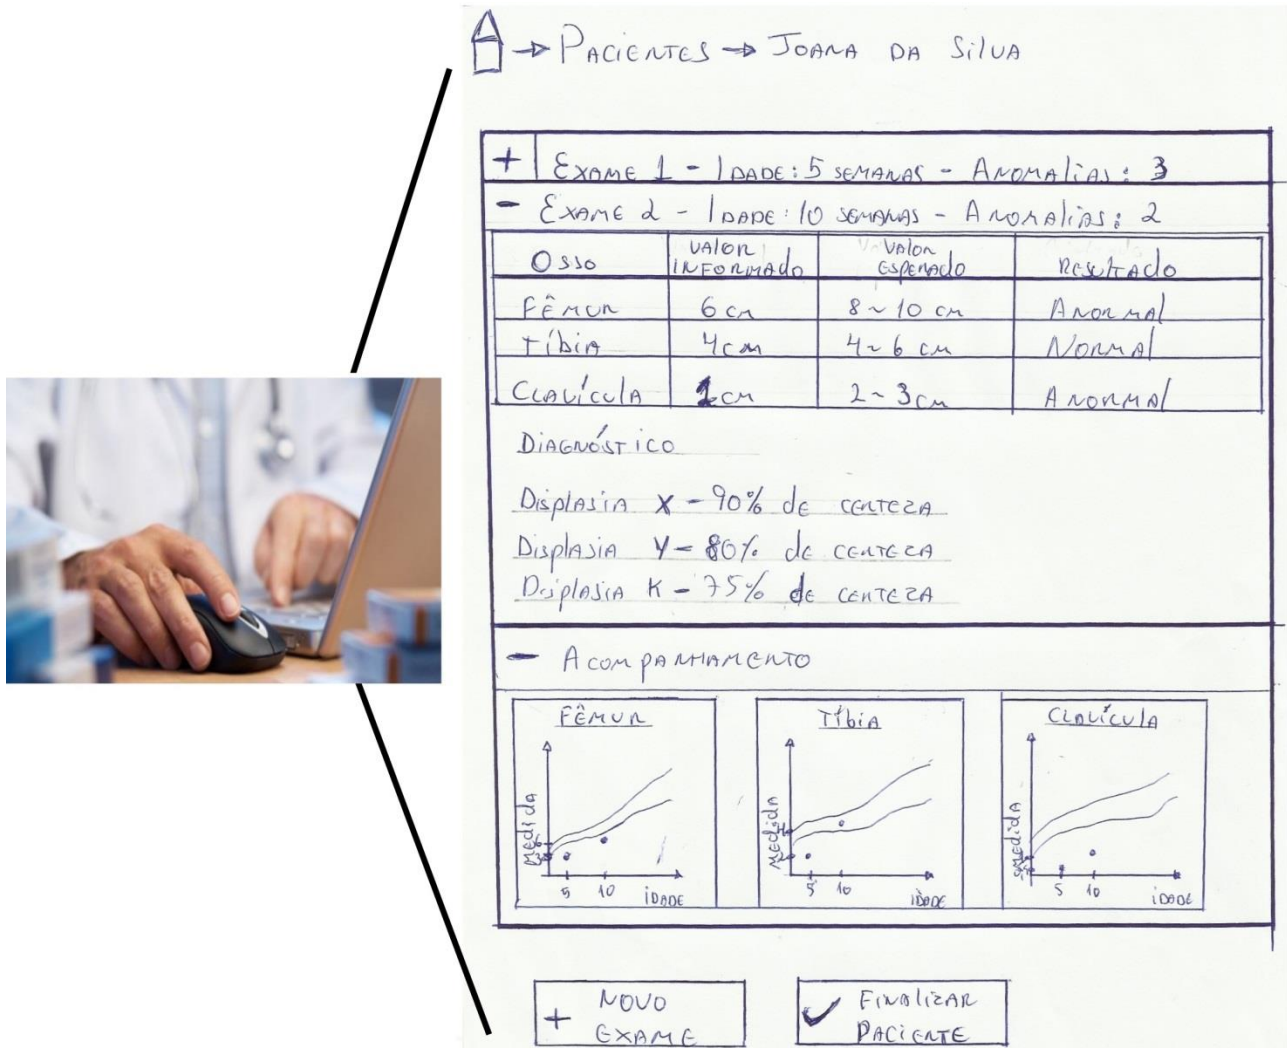 → Pacientes → Joana da Silva
+ Exame 1 - Idade: 5 semanas - Anomalias: 3
- Exame 2 - Idade: 10 semanas - Anomalias: 2
Osso Valor Informado Valor Esperado Resultado
Fêmur 6 cm 8 ~ 10 cm Anormal
Tíbia 4 cm 4 ~ 6 cm Normal
Clavícula 1 cm 2 ~ 3 cm Anormal
Diagnóstico
Displasia X - 90% de certeza
Displasia Y - 80% de certeza
Displasia K - 75% de certeza
- Acompanhamento
Fêmur
medida
6
3
5 10 idade
Tíbia
medida
4
2
5 10 idade
Clavícula
medida
5 10 idade
+ Novo
Exame
✓ Finalizar
Paciente